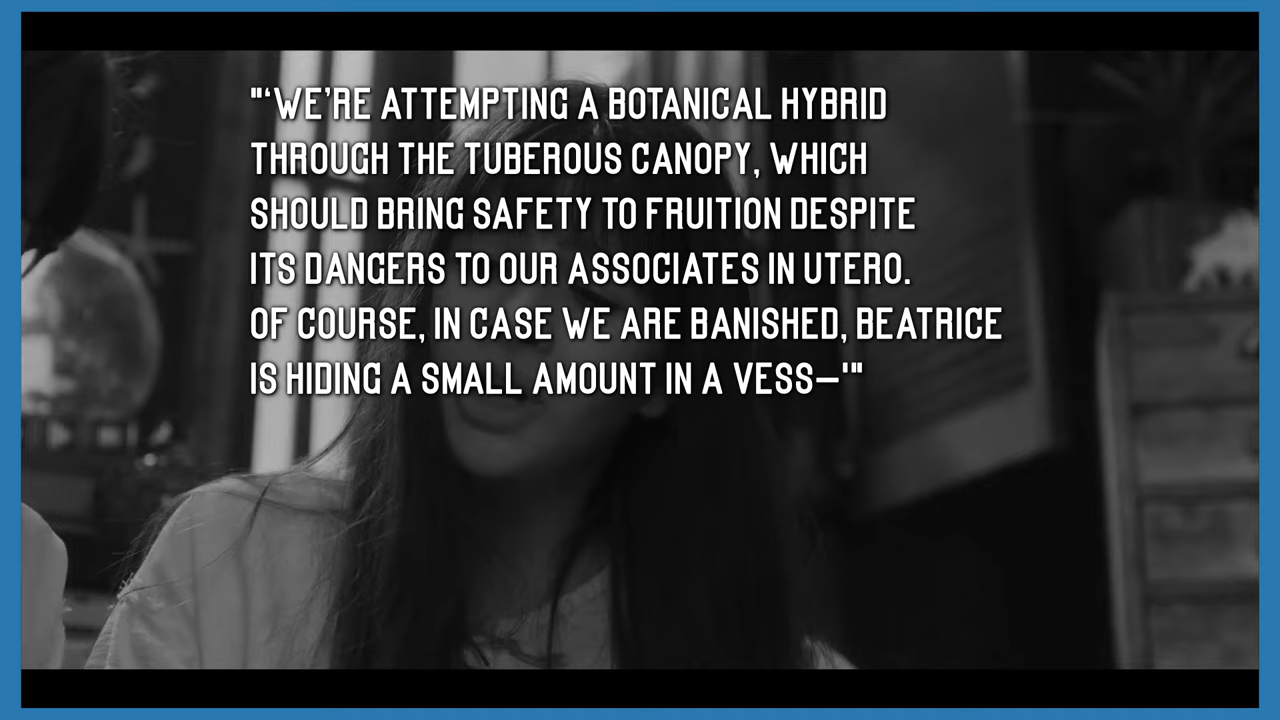 "‘WE’RE ATTEMPTING A BOTANICAL HYBRID
THROUGH THE TUBEROUS CANOPY, WHICH
SHOULD BRING SAFETY TO FRUITION DESPITE
ITS DANGERS TO OUR ASSOCIATES IN UTERO.
OF COURSE, IN CASE WE ARE BANISHED, BEATRICE
IS HIDING A SMALL AMOUNT IN A VESS—'"